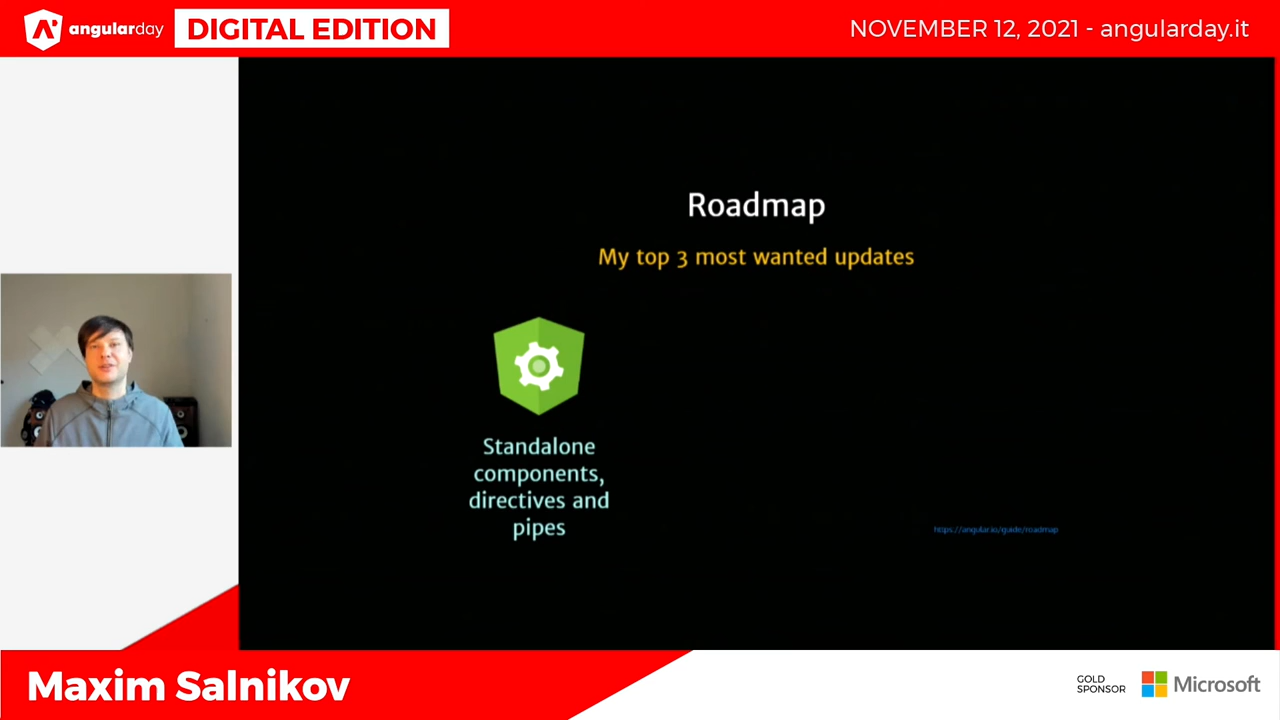 angularday
DIGITAL EDITION
NOVEMBER 12, 2021 - angularday.it
Roadmap
My top 3 most wanted updates
Standalone
components,
directives and
pipes
https://angular.io/guide/roadmap
Maxim Salnikov
GOLD
SPONSOR
Microsoft